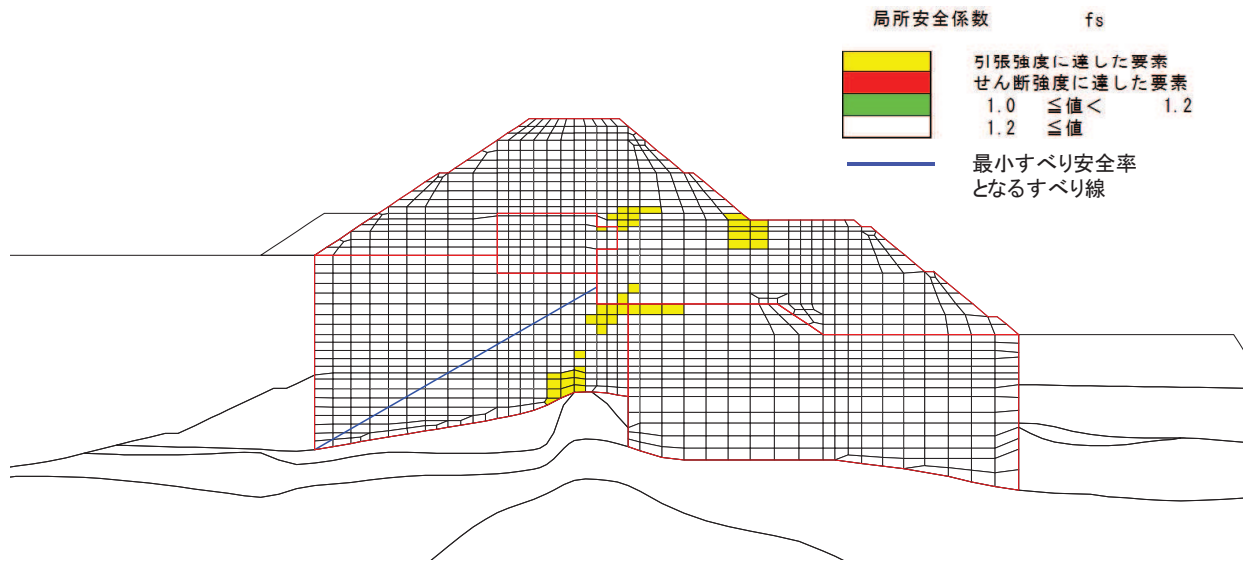 局所安全係数 fs
引張強度に達した要素
せん断強度に達した要素
1.0 ≦値< 1.2
1.2 ≦値
最小すべり安全率
となるすべり線